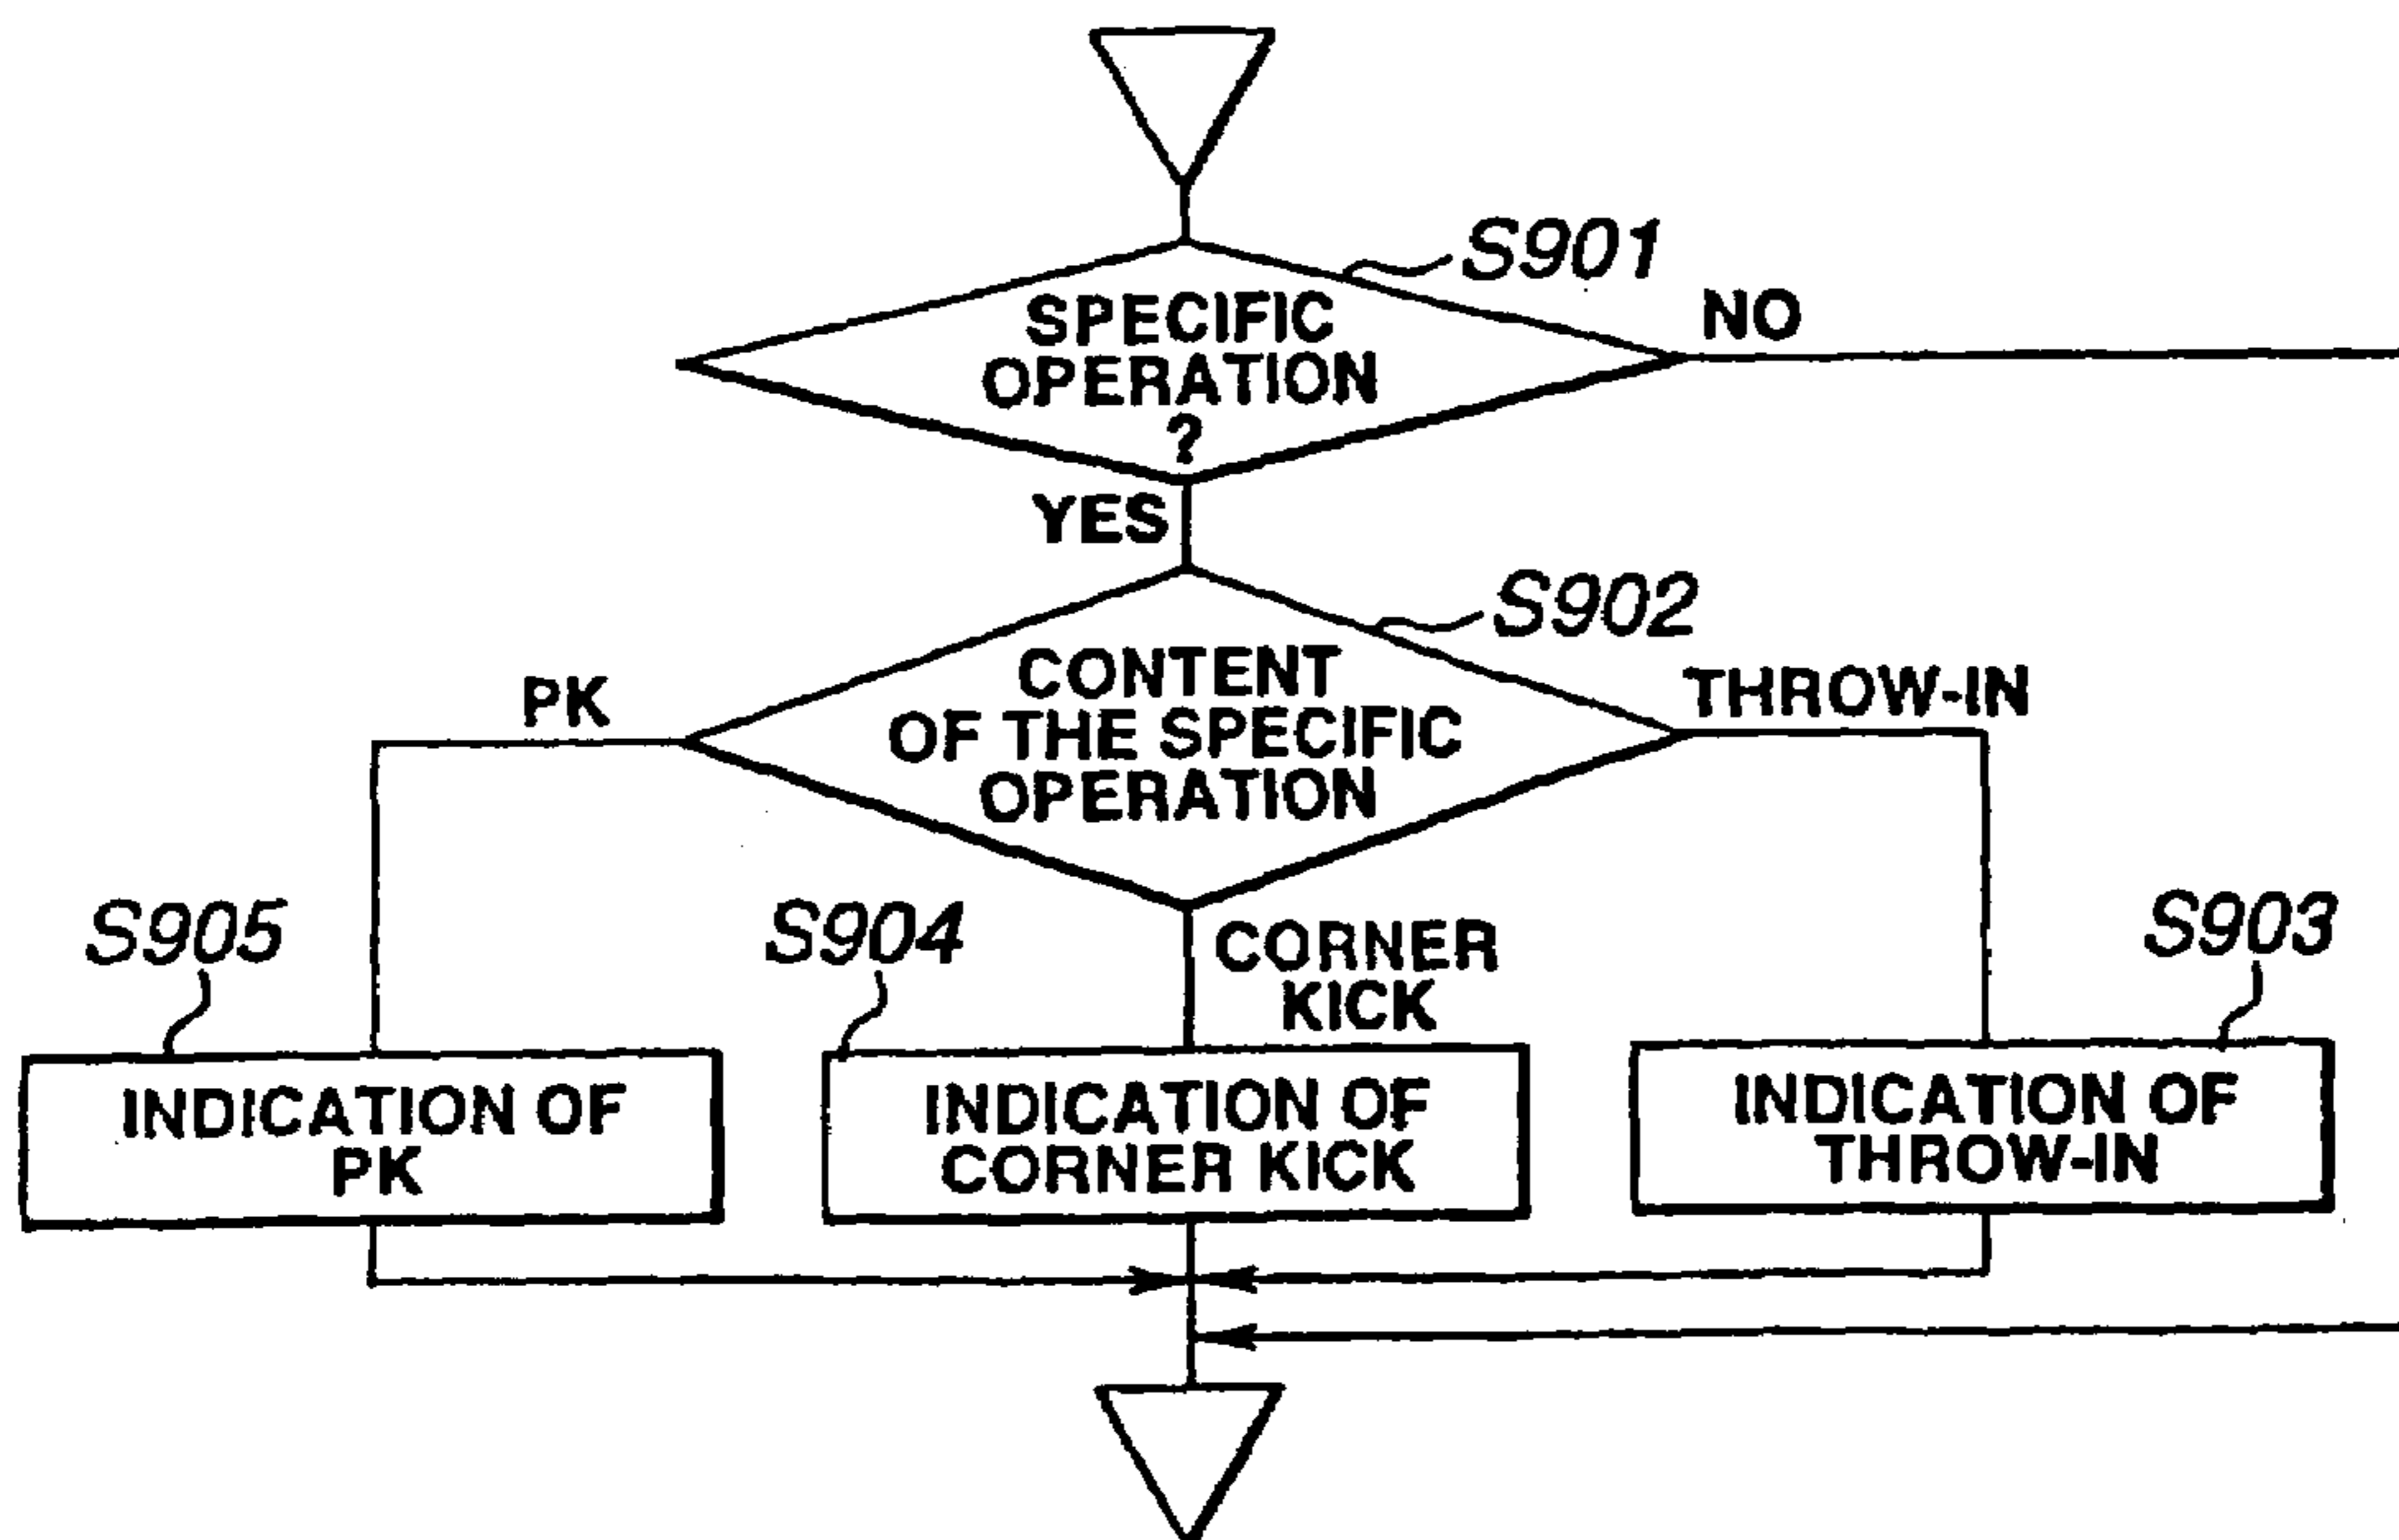 S901
SPECIFIC
OPERATION
?
NO
YES
S902
CONTENT
OF THE SPECIFIC
OPERATION
PK
THROW-IN
CORNER
KICK
S905
S904
S903
INDICATION OF
PK
INDICATION OF
CORNER KICK
INDICATION OF
THROW-IN